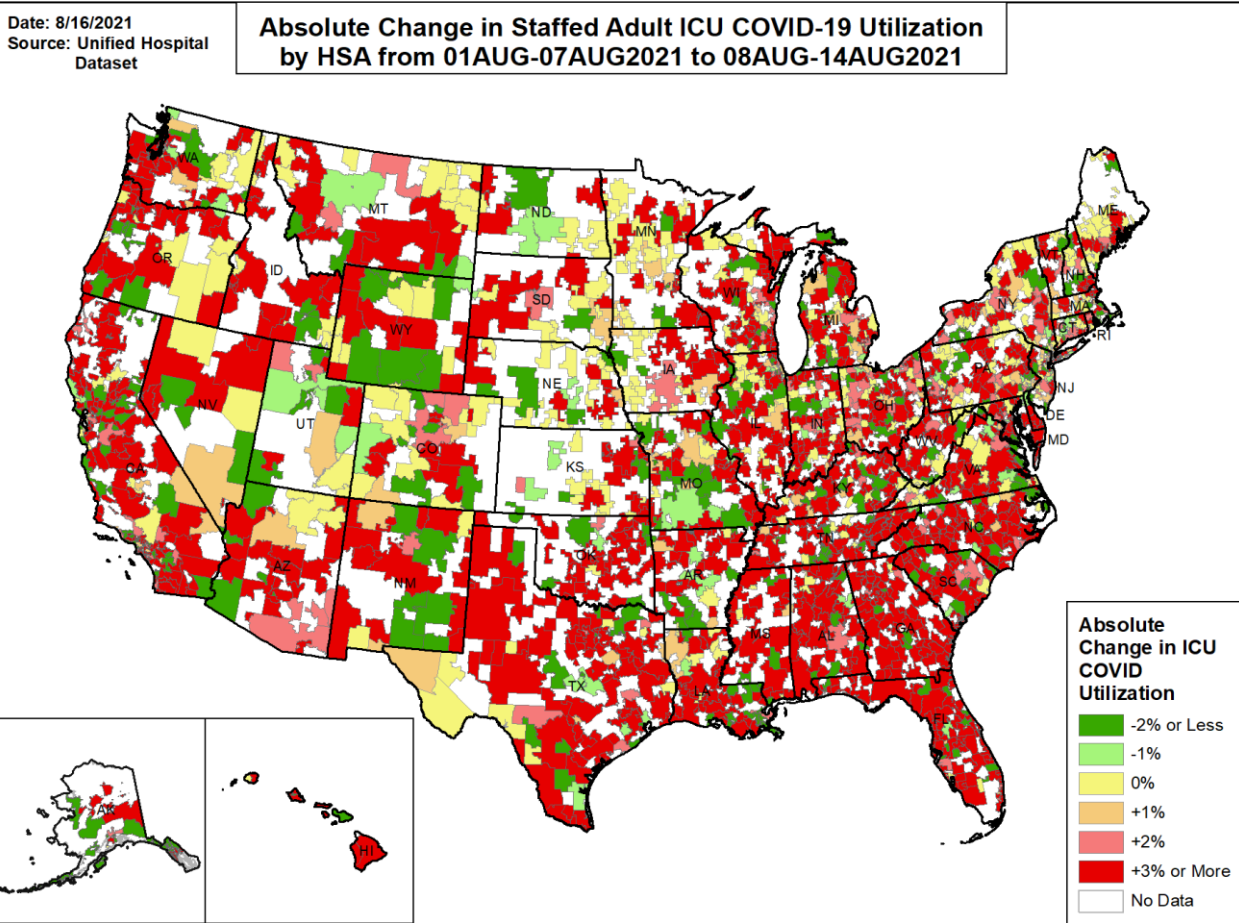 Date: 8/16/2021
Source: Unified Hospital
Dataset
Absolute Change in Staffed Adult ICU COVID-19 Utilization
by HSA from 01AUG-07AUG2021 to 08AUG-14AUG2021
WA
MT
ND
MN
ME
OR
ID
SD
WI
MI
VT
NH
NY
MA
CT
RI
WY
NE
IA
PA
NJ
NV
UT
CO
IL
IN
OH
DE
MD
WV
CA
KS
MO
KY
VA
AZ
NM
OK
AR
TN
NC
SC
MS
AL
GA
TX
LA
FL
AK
HI
Absolute
Change in ICU
COVID
Utilization
-2% or Less
-1%
0%
+1%
+2%
+3% or More
No Data